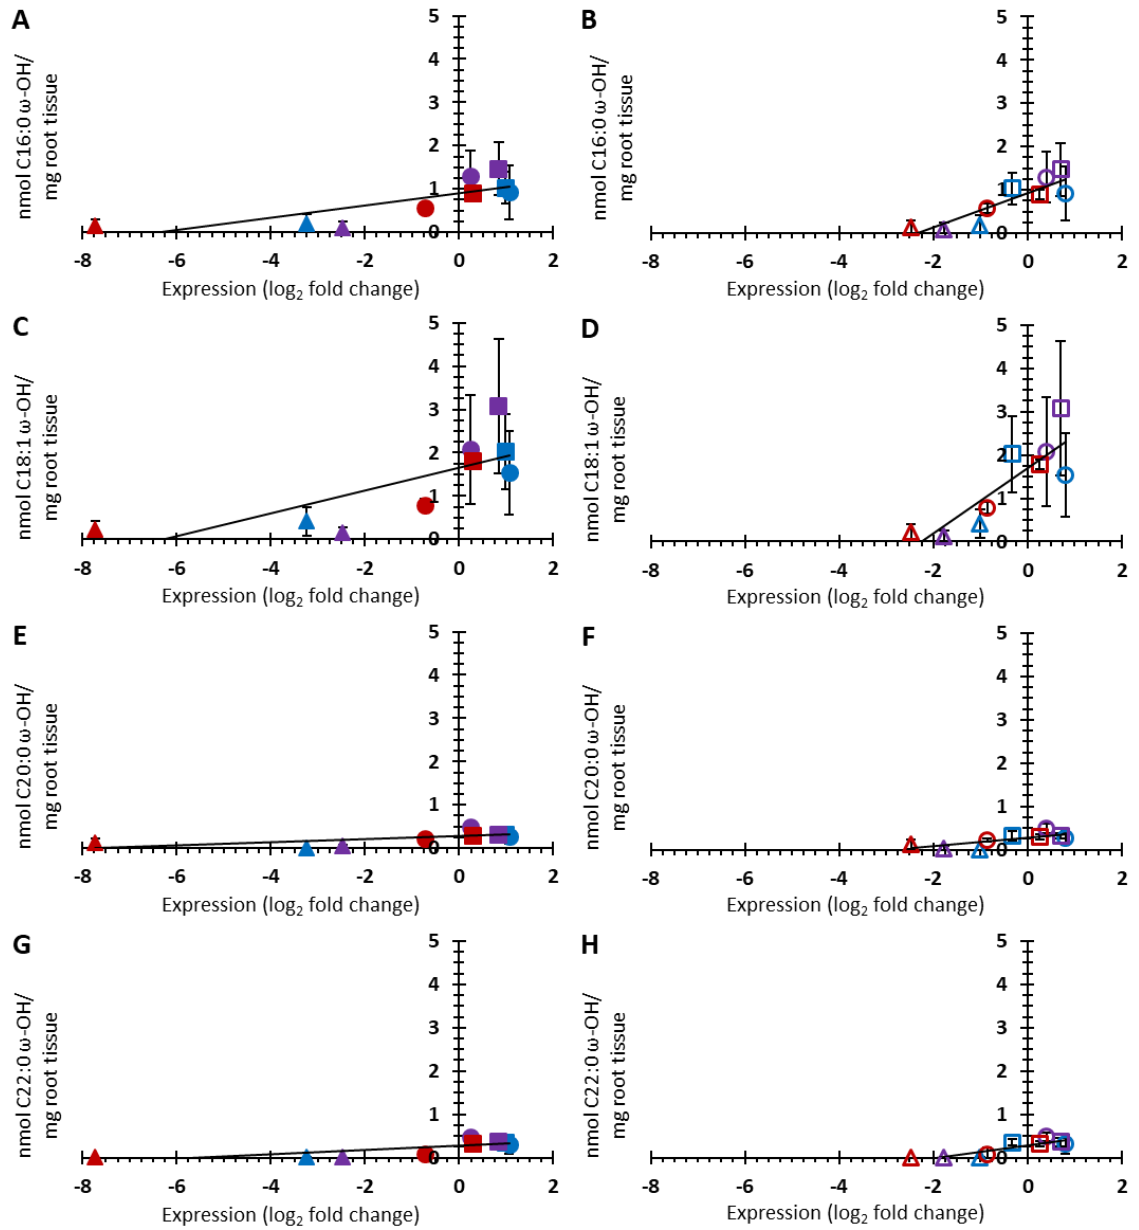 A
nmol C16:0 ω-OH/
mg root tissue
5
4
3
2
1
0
-8 -6 -4 -2 0 2
Expression (log₂ fold change)
B
nmol C16:0 ω-OH/
mg root tissue
5
4
3
2
1
0
-8 -6 -4 -2 0 2
Expression (log₂ fold change)
C
nmol C18:1 ω-OH/
mg root tissue
5
4
3
2
1
0
-8 -6 -4 -2 0 2
Expression (log₂ fold change)
D
nmol C18:1 ω-OH/
mg root tissue
5
4
3
2
1
0
-8 -6 -4 -2 0 2
Expression (log₂ fold change)
E
nmol C20:0 ω-OH/
mg root tissue
5
4
3
2
1
0
-8 -6 -4 -2 0 2
Expression (log₂ fold change)
F
nmol C20:0 ω-OH/
mg root tissue
5
4
3
2
1
0
-8 -6 -4 -2 0 2
Expression (log₂ fold change)
G
nmol C22:0 ω-OH/
mg root tissue
5
4
3
2
1
0
-8 -6 -4 -2 0 2
Expression (log₂ fold change)
H
nmol C22:0 ω-OH/
mg root tissue
5
4
3
2
1
0
-8 -6 -4 -2 0 2
Expression (log₂ fold change)